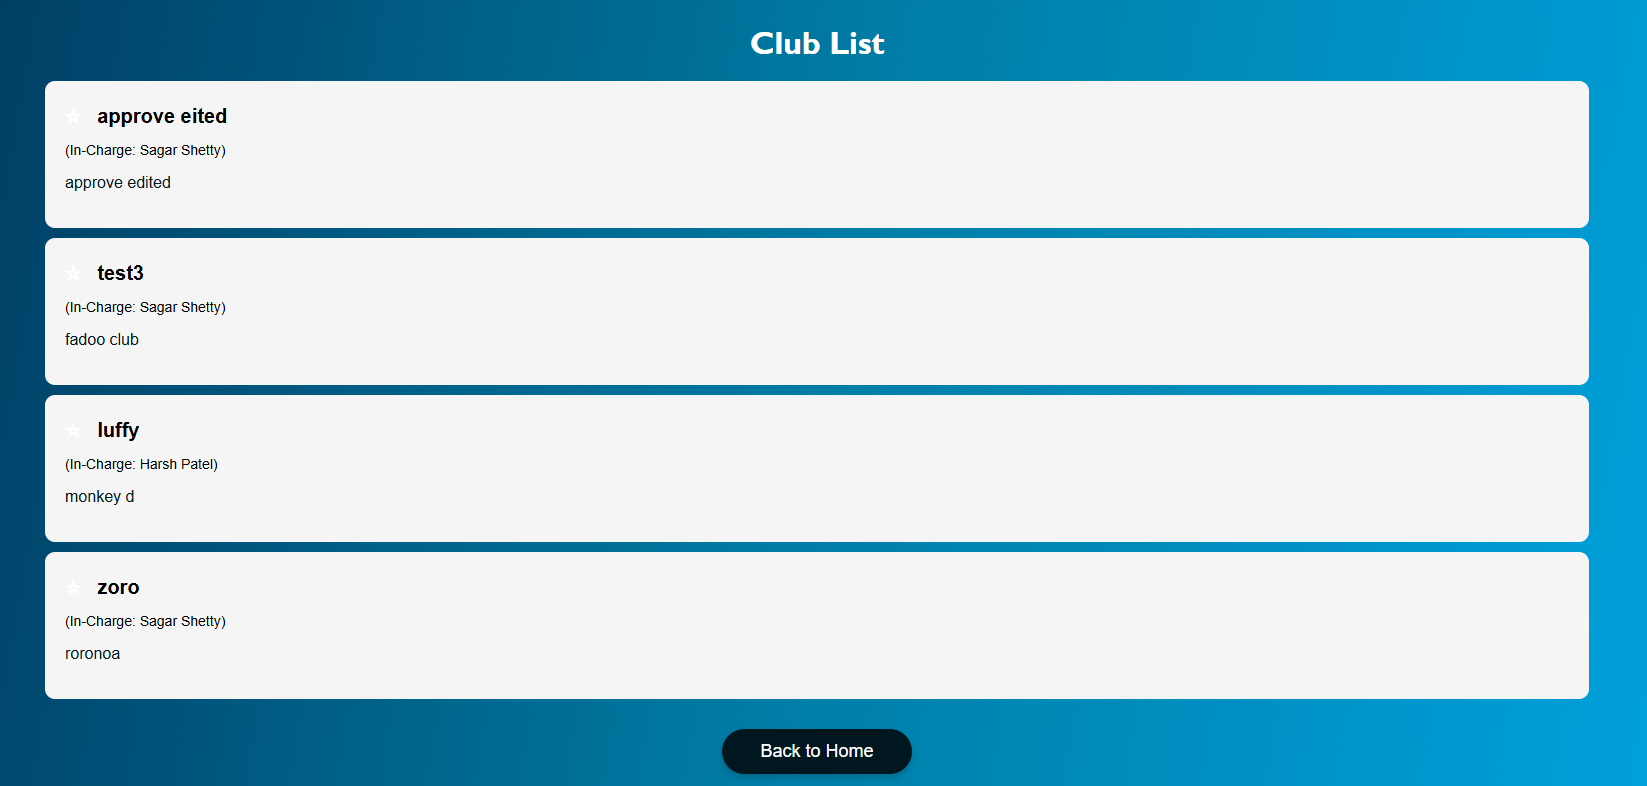 Club List
☆ approve eited
(In-Charge: Sagar Shetty)
approve edited
☆ test3
(In-Charge: Sagar Shetty)
fadoo club
☆ luffy
(In-Charge: Harsh Patel)
monkey d
☆ zoro
(In-Charge: Sagar Shetty)
roronoa
Back to Home